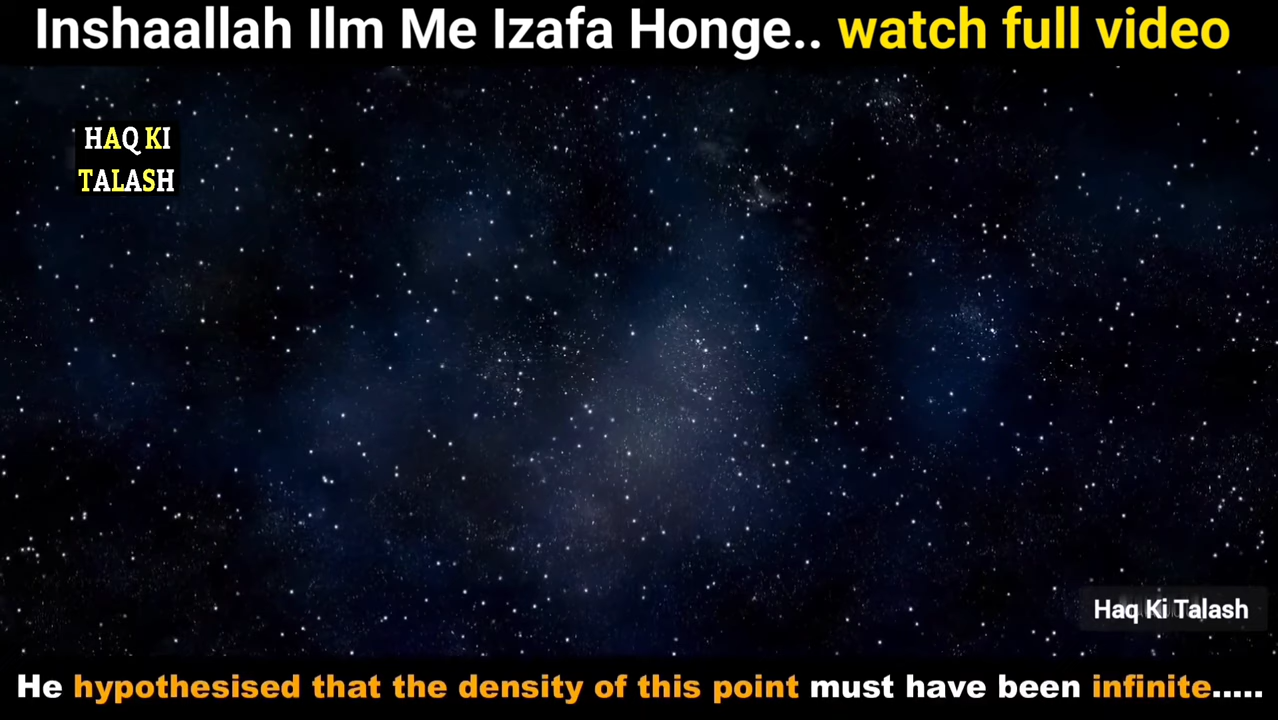 Inshaallah Ilm Me Izafa Honge.. watch full video
HAQ KI
TALASH
Haq Ki Talash
He hypothesised that the density of this point must have been infinite.....